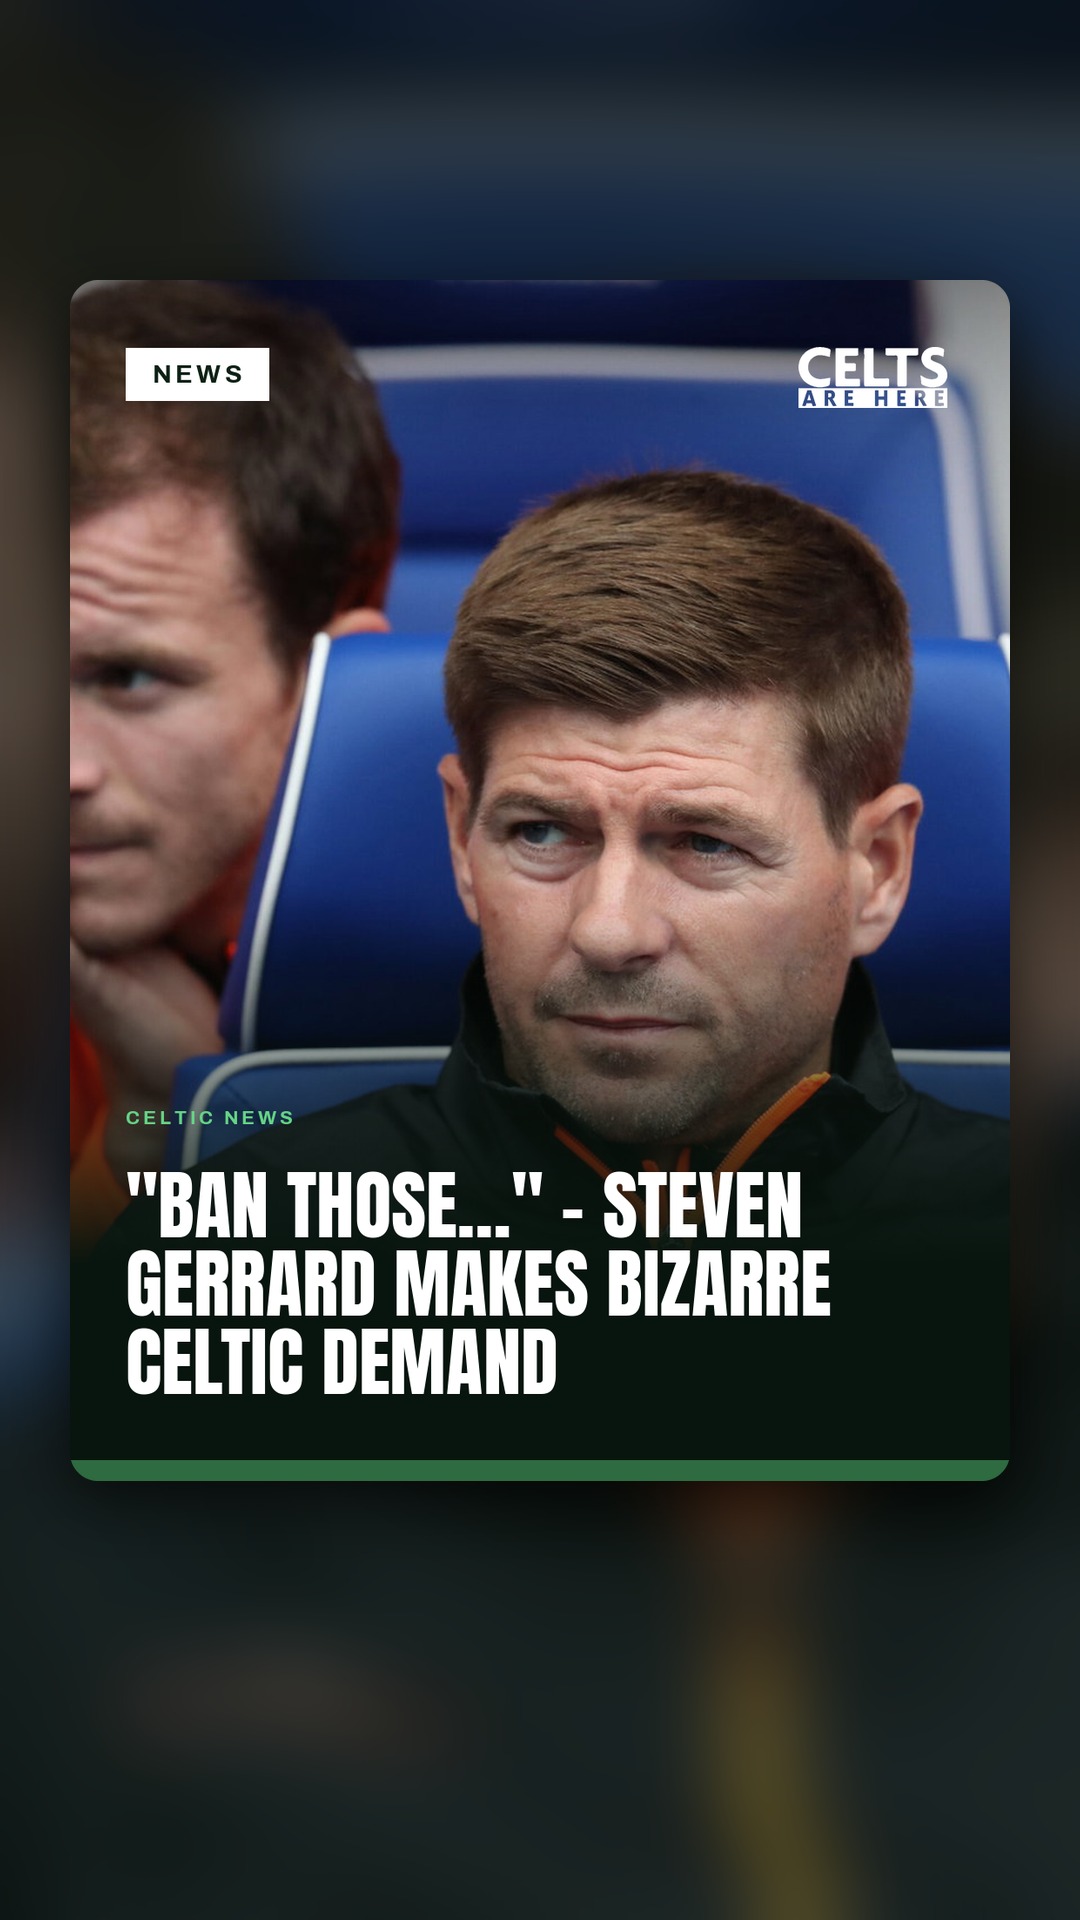 NEWS
CELTS
ARE HERE
CELTIC NEWS
"BAN THOSE..." - STEVEN
GERRARD MAKES BIZARRE
CELTIC DEMAND